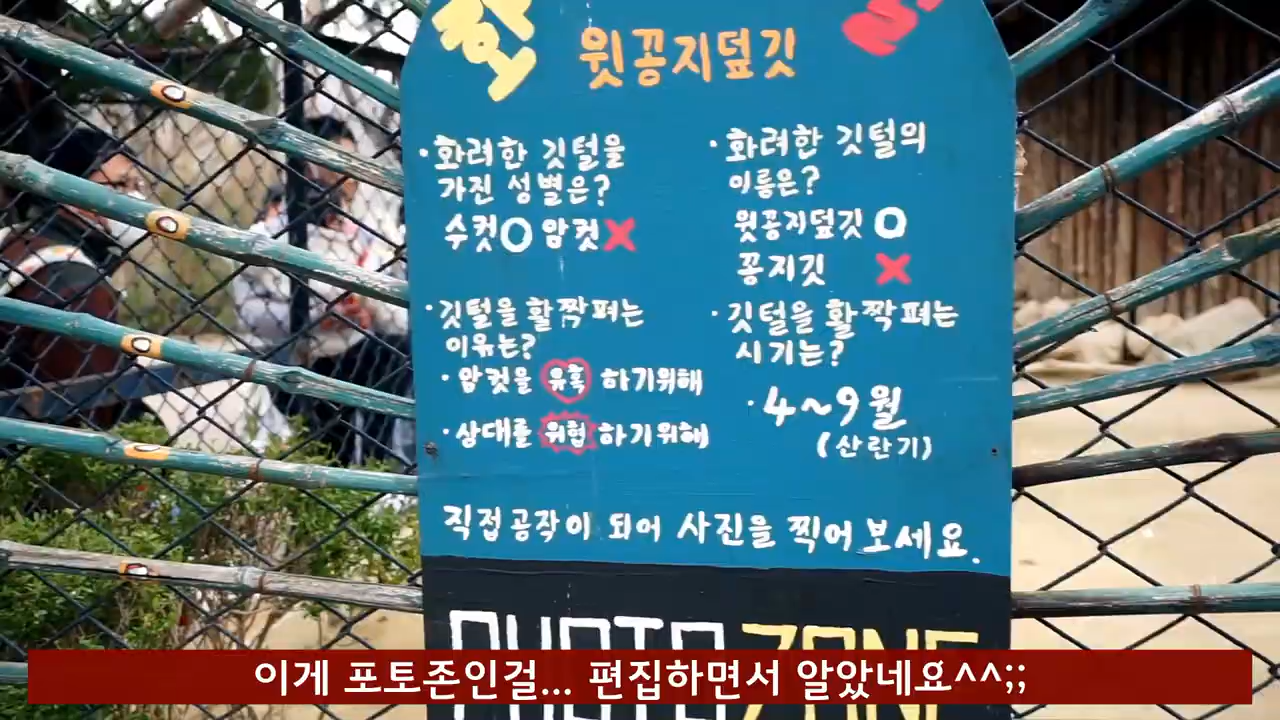 화
윗꽁지덮깃
·화려한 깃털을
가진 성별은?
수컷O 암컷X
·깃털을 활짝펴는
이유는?
·암컷을 유혹 하기위해
·상대를 위협 하기위해
·화려한 깃털의
이름은?
윗꽁지덮깃 O
꽁지깃 X
·깃털을 활짝펴는
시기는?
·4~9월
(산란기)
직접공작이 되어 사진을 찍어보세요.
PHOTO ZONE
이게 포토존인걸... 편집하면서 알았네요^^;;